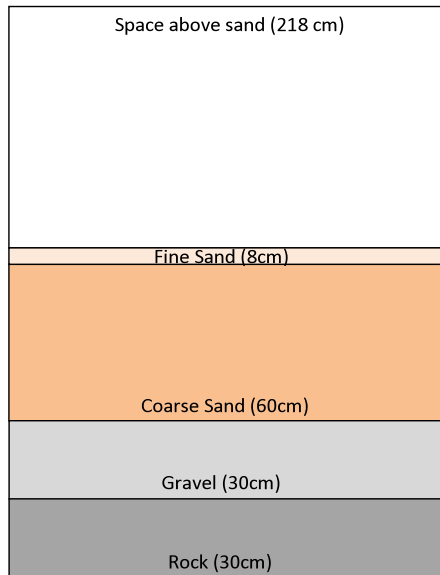 Space above sand (218 cm)
Fine Sand (8cm)
Coarse Sand (60cm)
Gravel (30cm)
Rock (30cm)